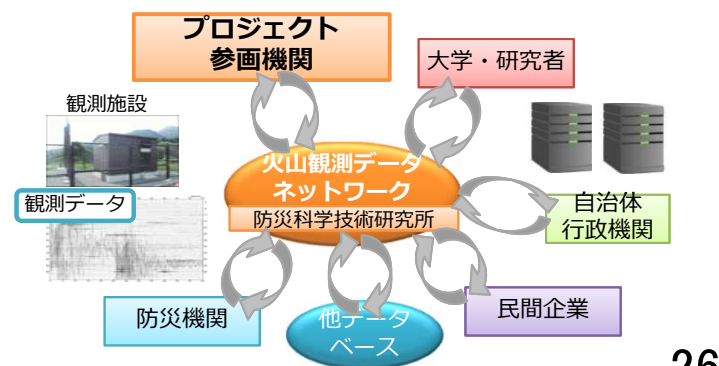 プロジェクト
参画機関
大学・研究者
観測施設
火山観測データ
ネットワーク
観測データ
防災科学技術研究所
自治体
行政機関
防災機関
他データ
ベース
民間企業
26